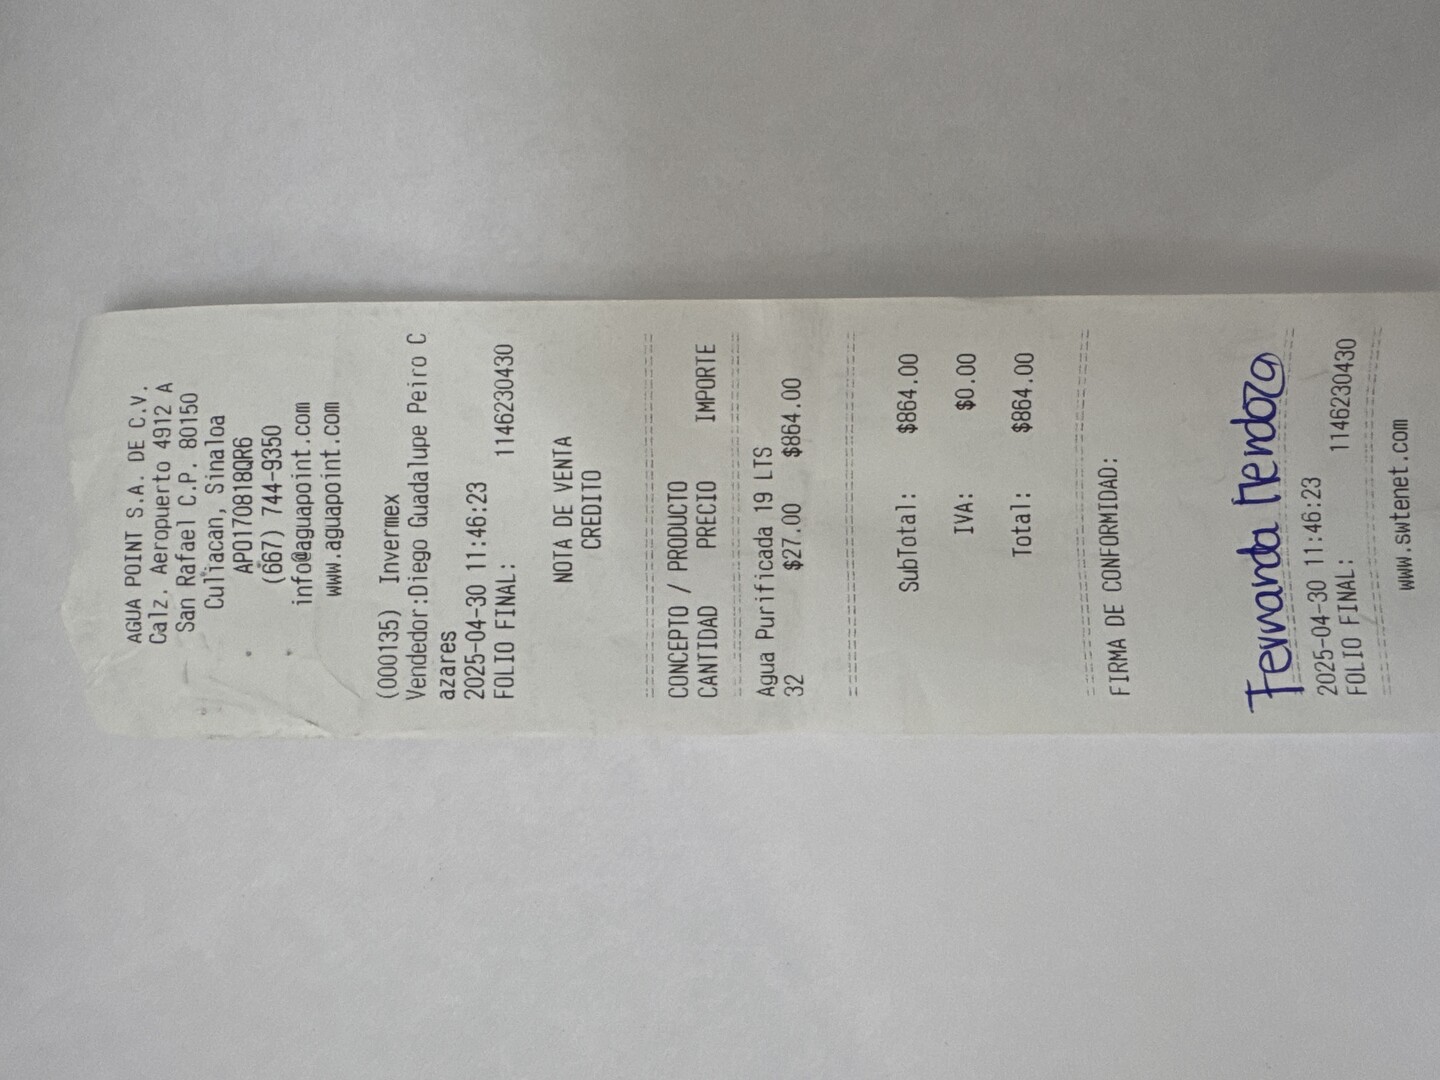 AGUA POINT S.A. DE C.V.
Calz. Aeropuerto 4912 A
San Rafael C.P. 80150
Culiacan, Sinaloa
APO170818QR6
(667) 744-9350
info@aguapoint.com
www.aguapoint.com
(000135) Invermex
Vendedor:Diego Guadalupe Peiro C
azares
2025-04-30 11:46:23
FOLIO FINAL: 1146230430
NOTA DE VENTA
CREDITO
CONCEPTO / PRODUCTO
CANTIDAD PRECIO IMPORTE
Agua Purificada 19 LTS
32 $27.00 $864.00
SubTotal: $864.00
IVA: $0.00
Total: $864.00
FIRMA DE CONFORMIDAD:
Fernanda Mendoza
2025-04-30 11:46:23
FOLIO FINAL: 1146230430
www.swtenet.com